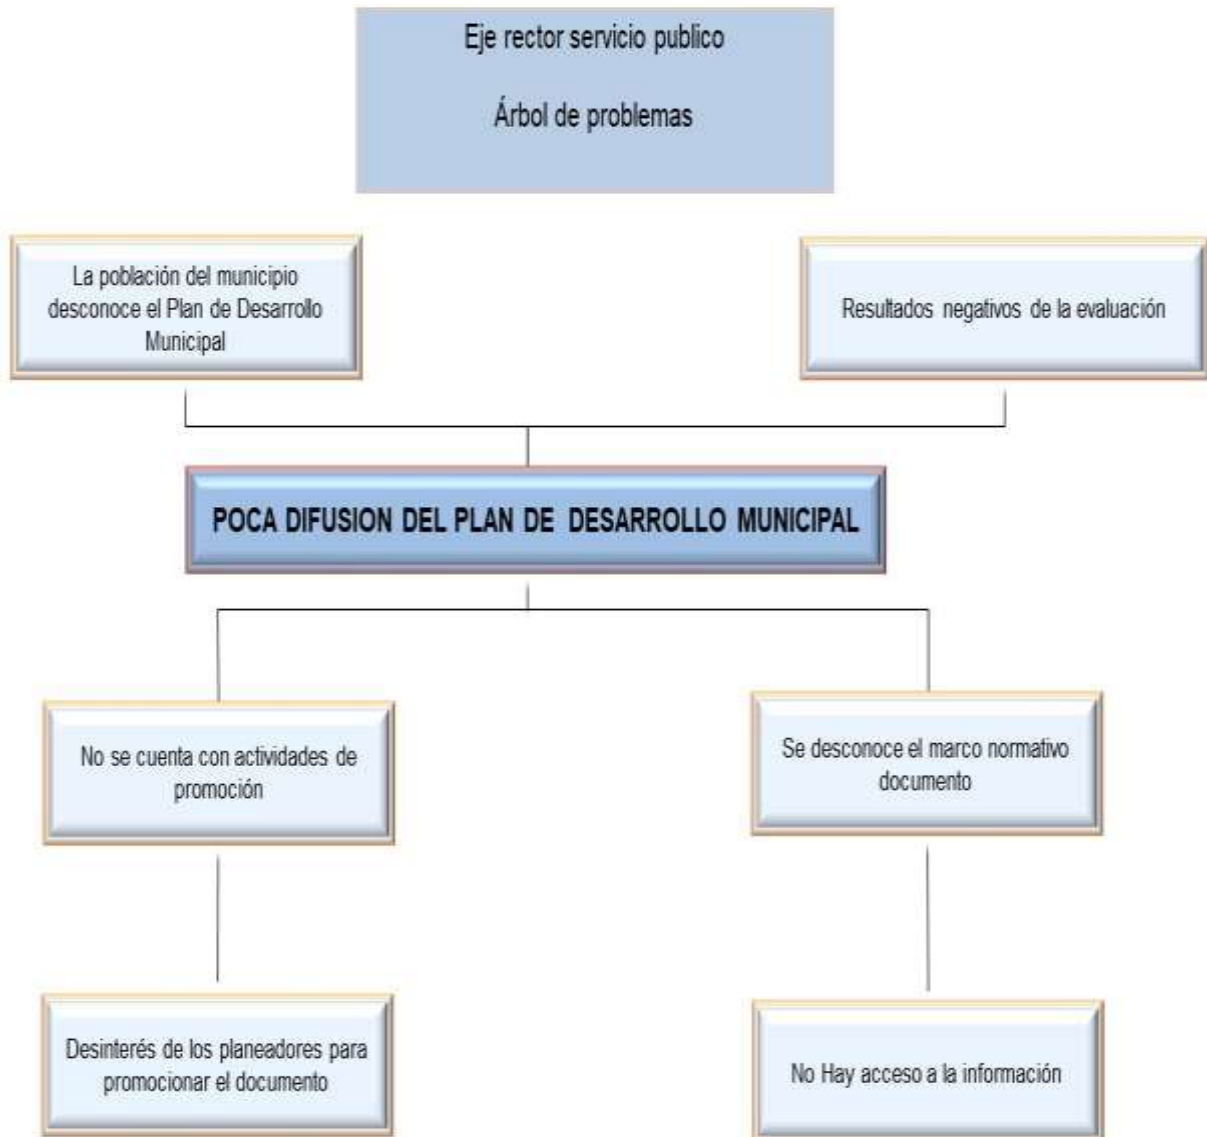 Eje rector servicio publico
Árbol de problemas
La población del municipio
desconoce el Plan de Desarrollo
Municipal
Resultados negativos de la evaluación
POCA DIFUSION DEL PLAN DE DESARROLLO MUNICIPAL
No se cuenta con actividades de
promoción
Se desconoce el marco normativo
documento
Desinterés de los planeadores para
promocionar el documento
No Hay acceso a la información